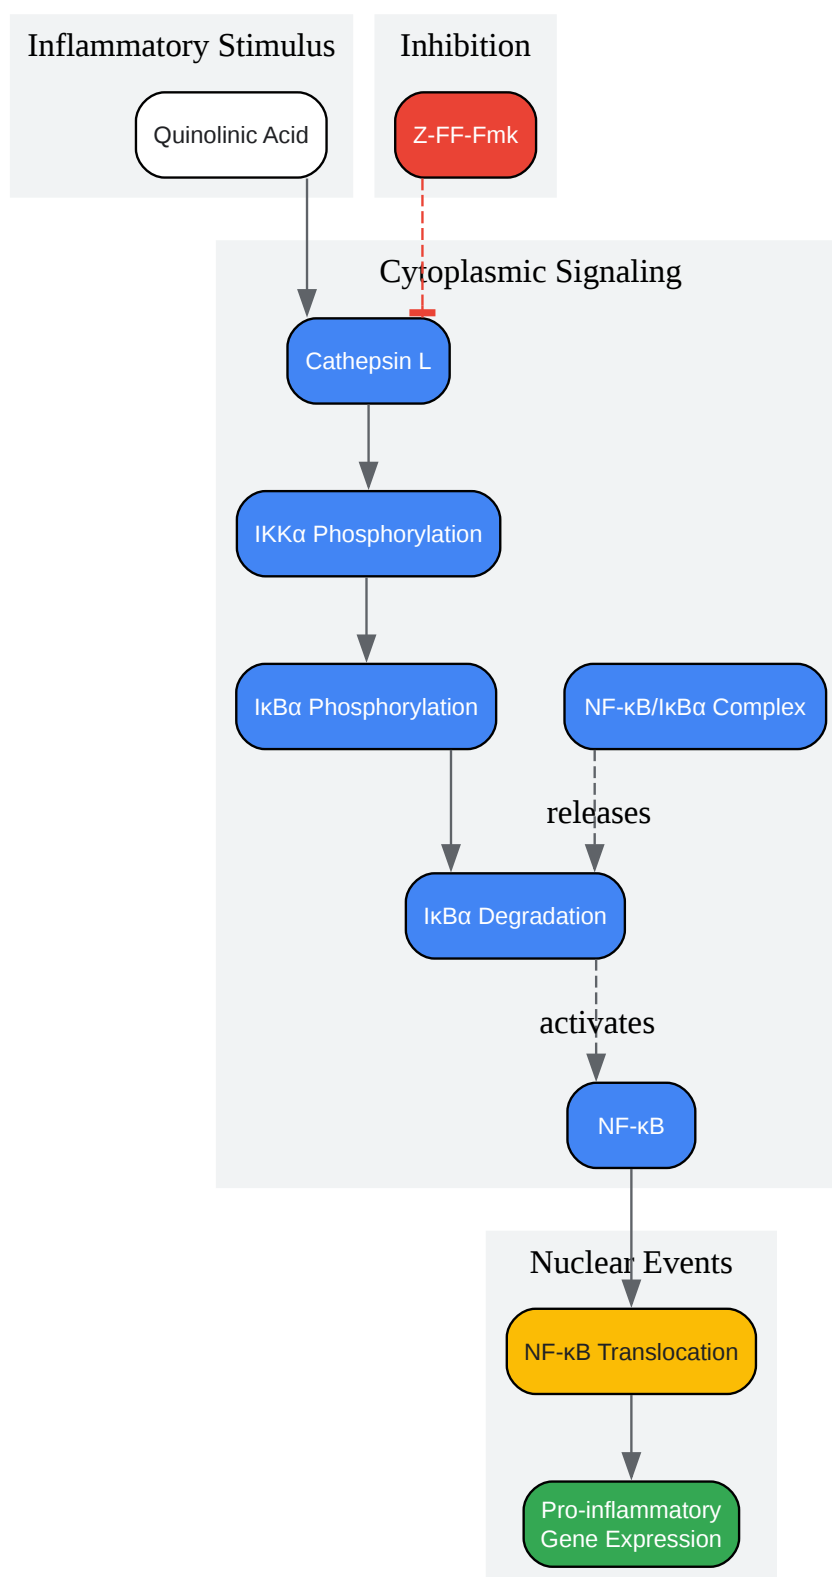 Inflammatory Stimulus
Inhibition
Quinolinic Acid
Z-FF-Fmk
Cytoplasmic Signaling
Cathepsin L
IKKα Phosphorylation
IκBα Phosphorylation
NF-κB/IκBα Complex
releases
IκBα Degradation
activates
NF-κB
Nuclear Events
NF-κB Translocation
Pro-inflammatory
Gene Expression